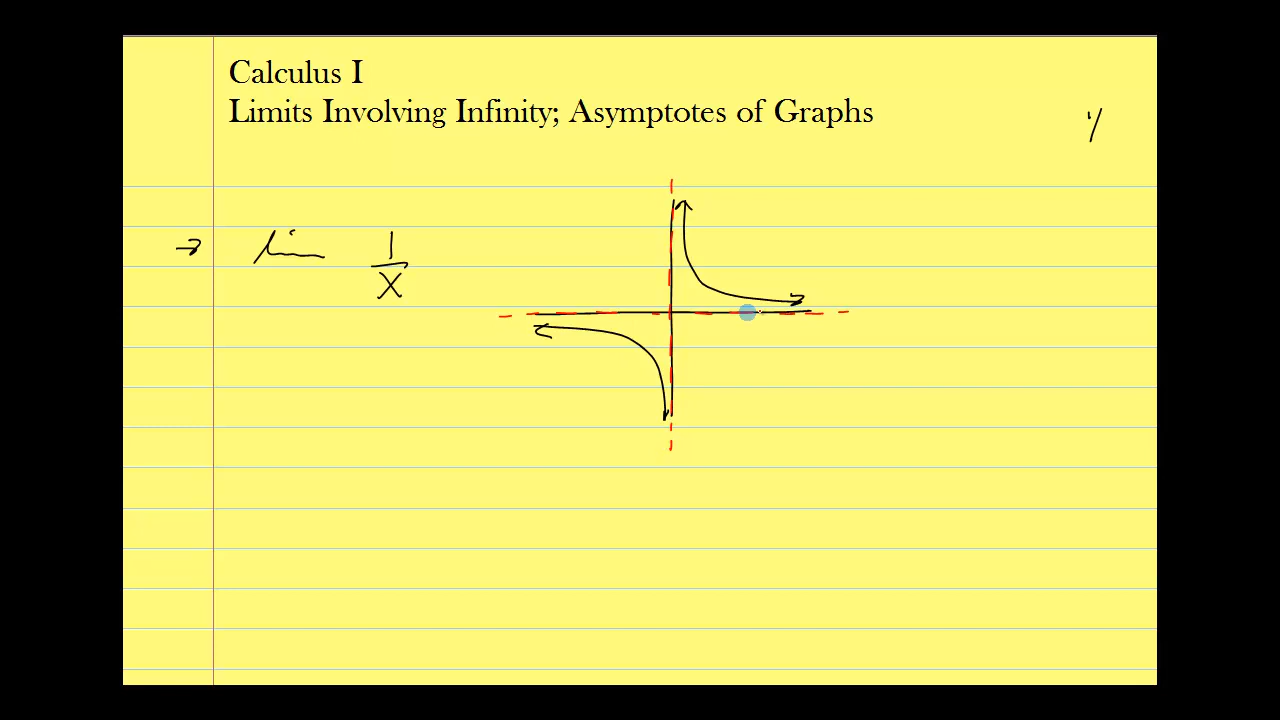 Calculus I
Limits Involving Infinity; Asymptotes of Graphs
→ lim 1/X